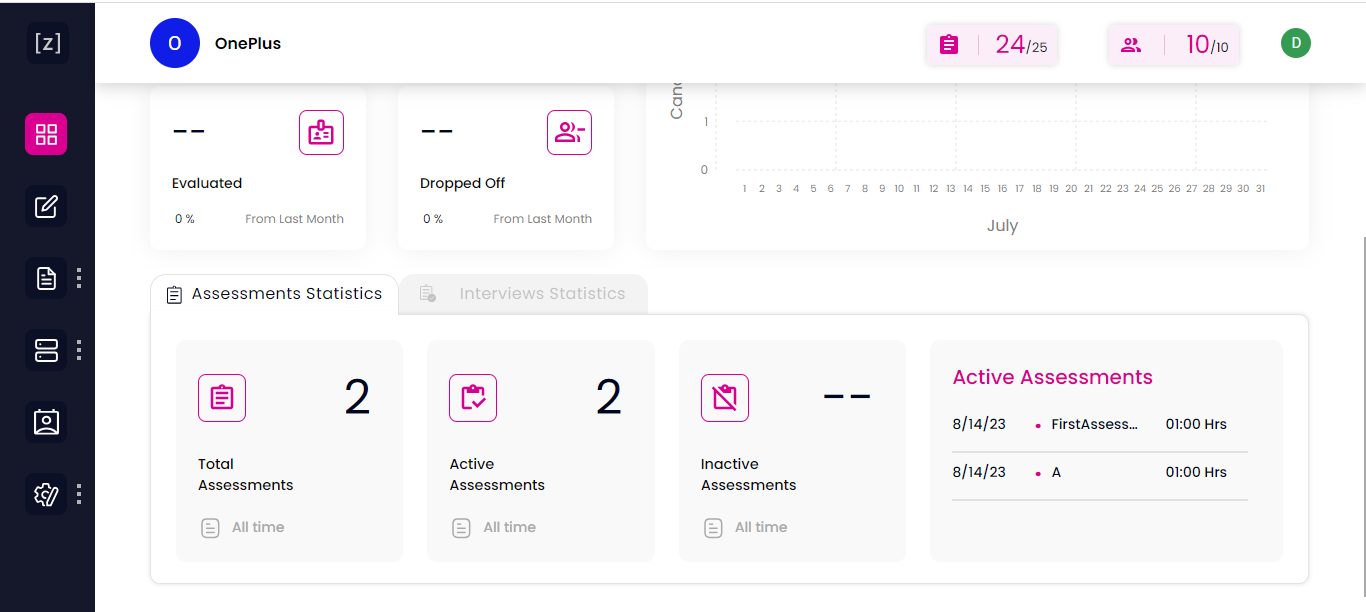 [z]
O OnePlus 24/25 10/10 D
-- --
Evaluated Dropped Off
0 % From Last Month 0 % From Last Month
Canc
1
0
1 2 3 4 5 6 7 8 9 10 11 12 13 14 15 16 17 18 19 20 21 22 23 24 25 26 27 28 29 30 31
July
Assessments Statistics Interviews Statistics
2 2 --
Total
Assessments
All time
Active
Assessments
All time
Inactive
Assessments
All time
Active Assessments
8/14/23 • FirstAssess... 01:00 Hrs
8/14/23 • A 01:00 Hrs